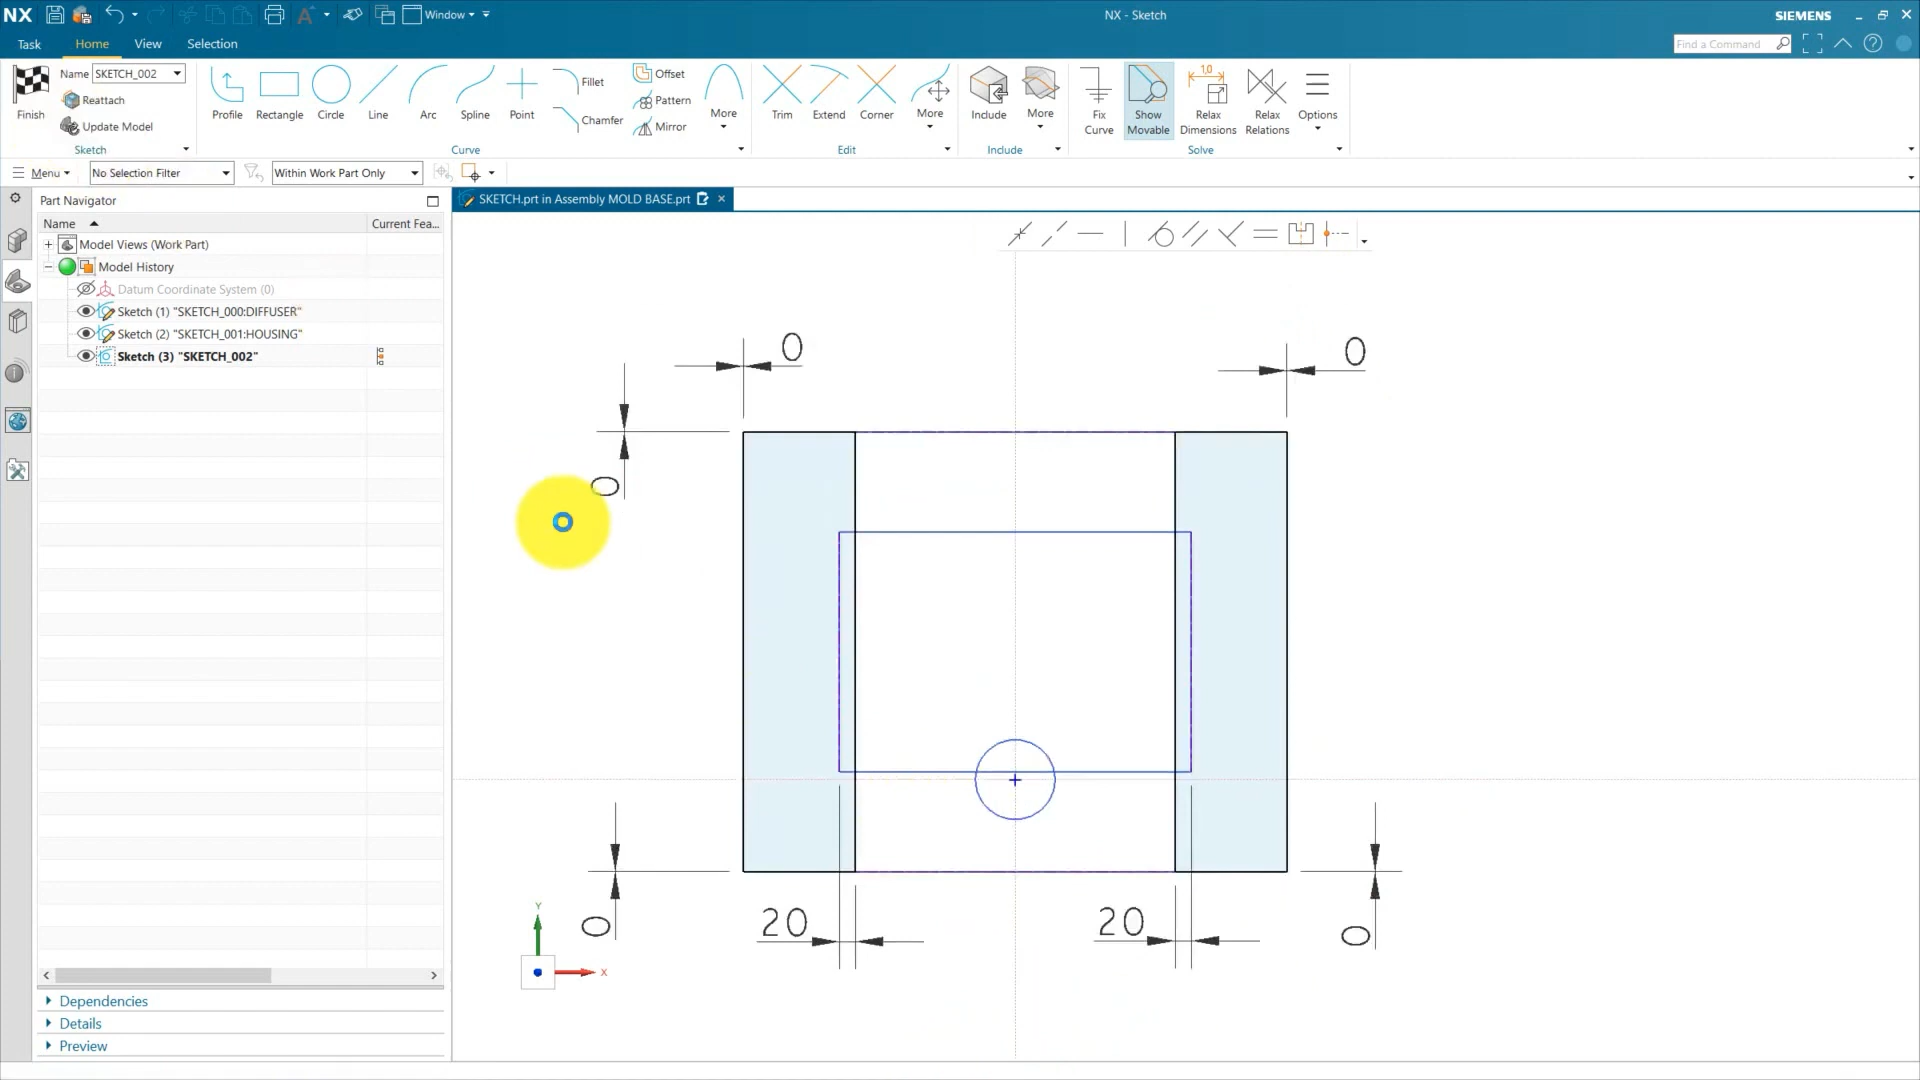 NX
Window
NX - Sketch
SIEMENS
Task
Home
View
Selection
Find a Command
Finish
Name
SKETCH_002
Reattach
Update Model
Sketch
Profile
Rectangle
Circle
Line
Arc
Spline
Point
Fillet
Chamfer
Offset
Pattern
Mirror
More
Curve
Trim
Extend
Corner
More
Edit
Include
More
Include
Fix
Curve
Show
Movable
1,0
Relax
Dimensions
Relax
Relations
Options
Solve
Menu
No Selection Filter
Within Work Part Only
Part Navigator
SKETCH.prt in Assembly MOLD BASE.prt
Name
Current Fea...
Model Views (Work Part)
Model History
Datum Coordinate System (0)
Sketch (1) "SKETCH_000:DIFFUSER"
Sketch (2) "SKETCH_001:HOUSING"
Sketch (3) "SKETCH_002"
0
0
0
0
20
20
0
Y
X
Dependencies
Details
Preview